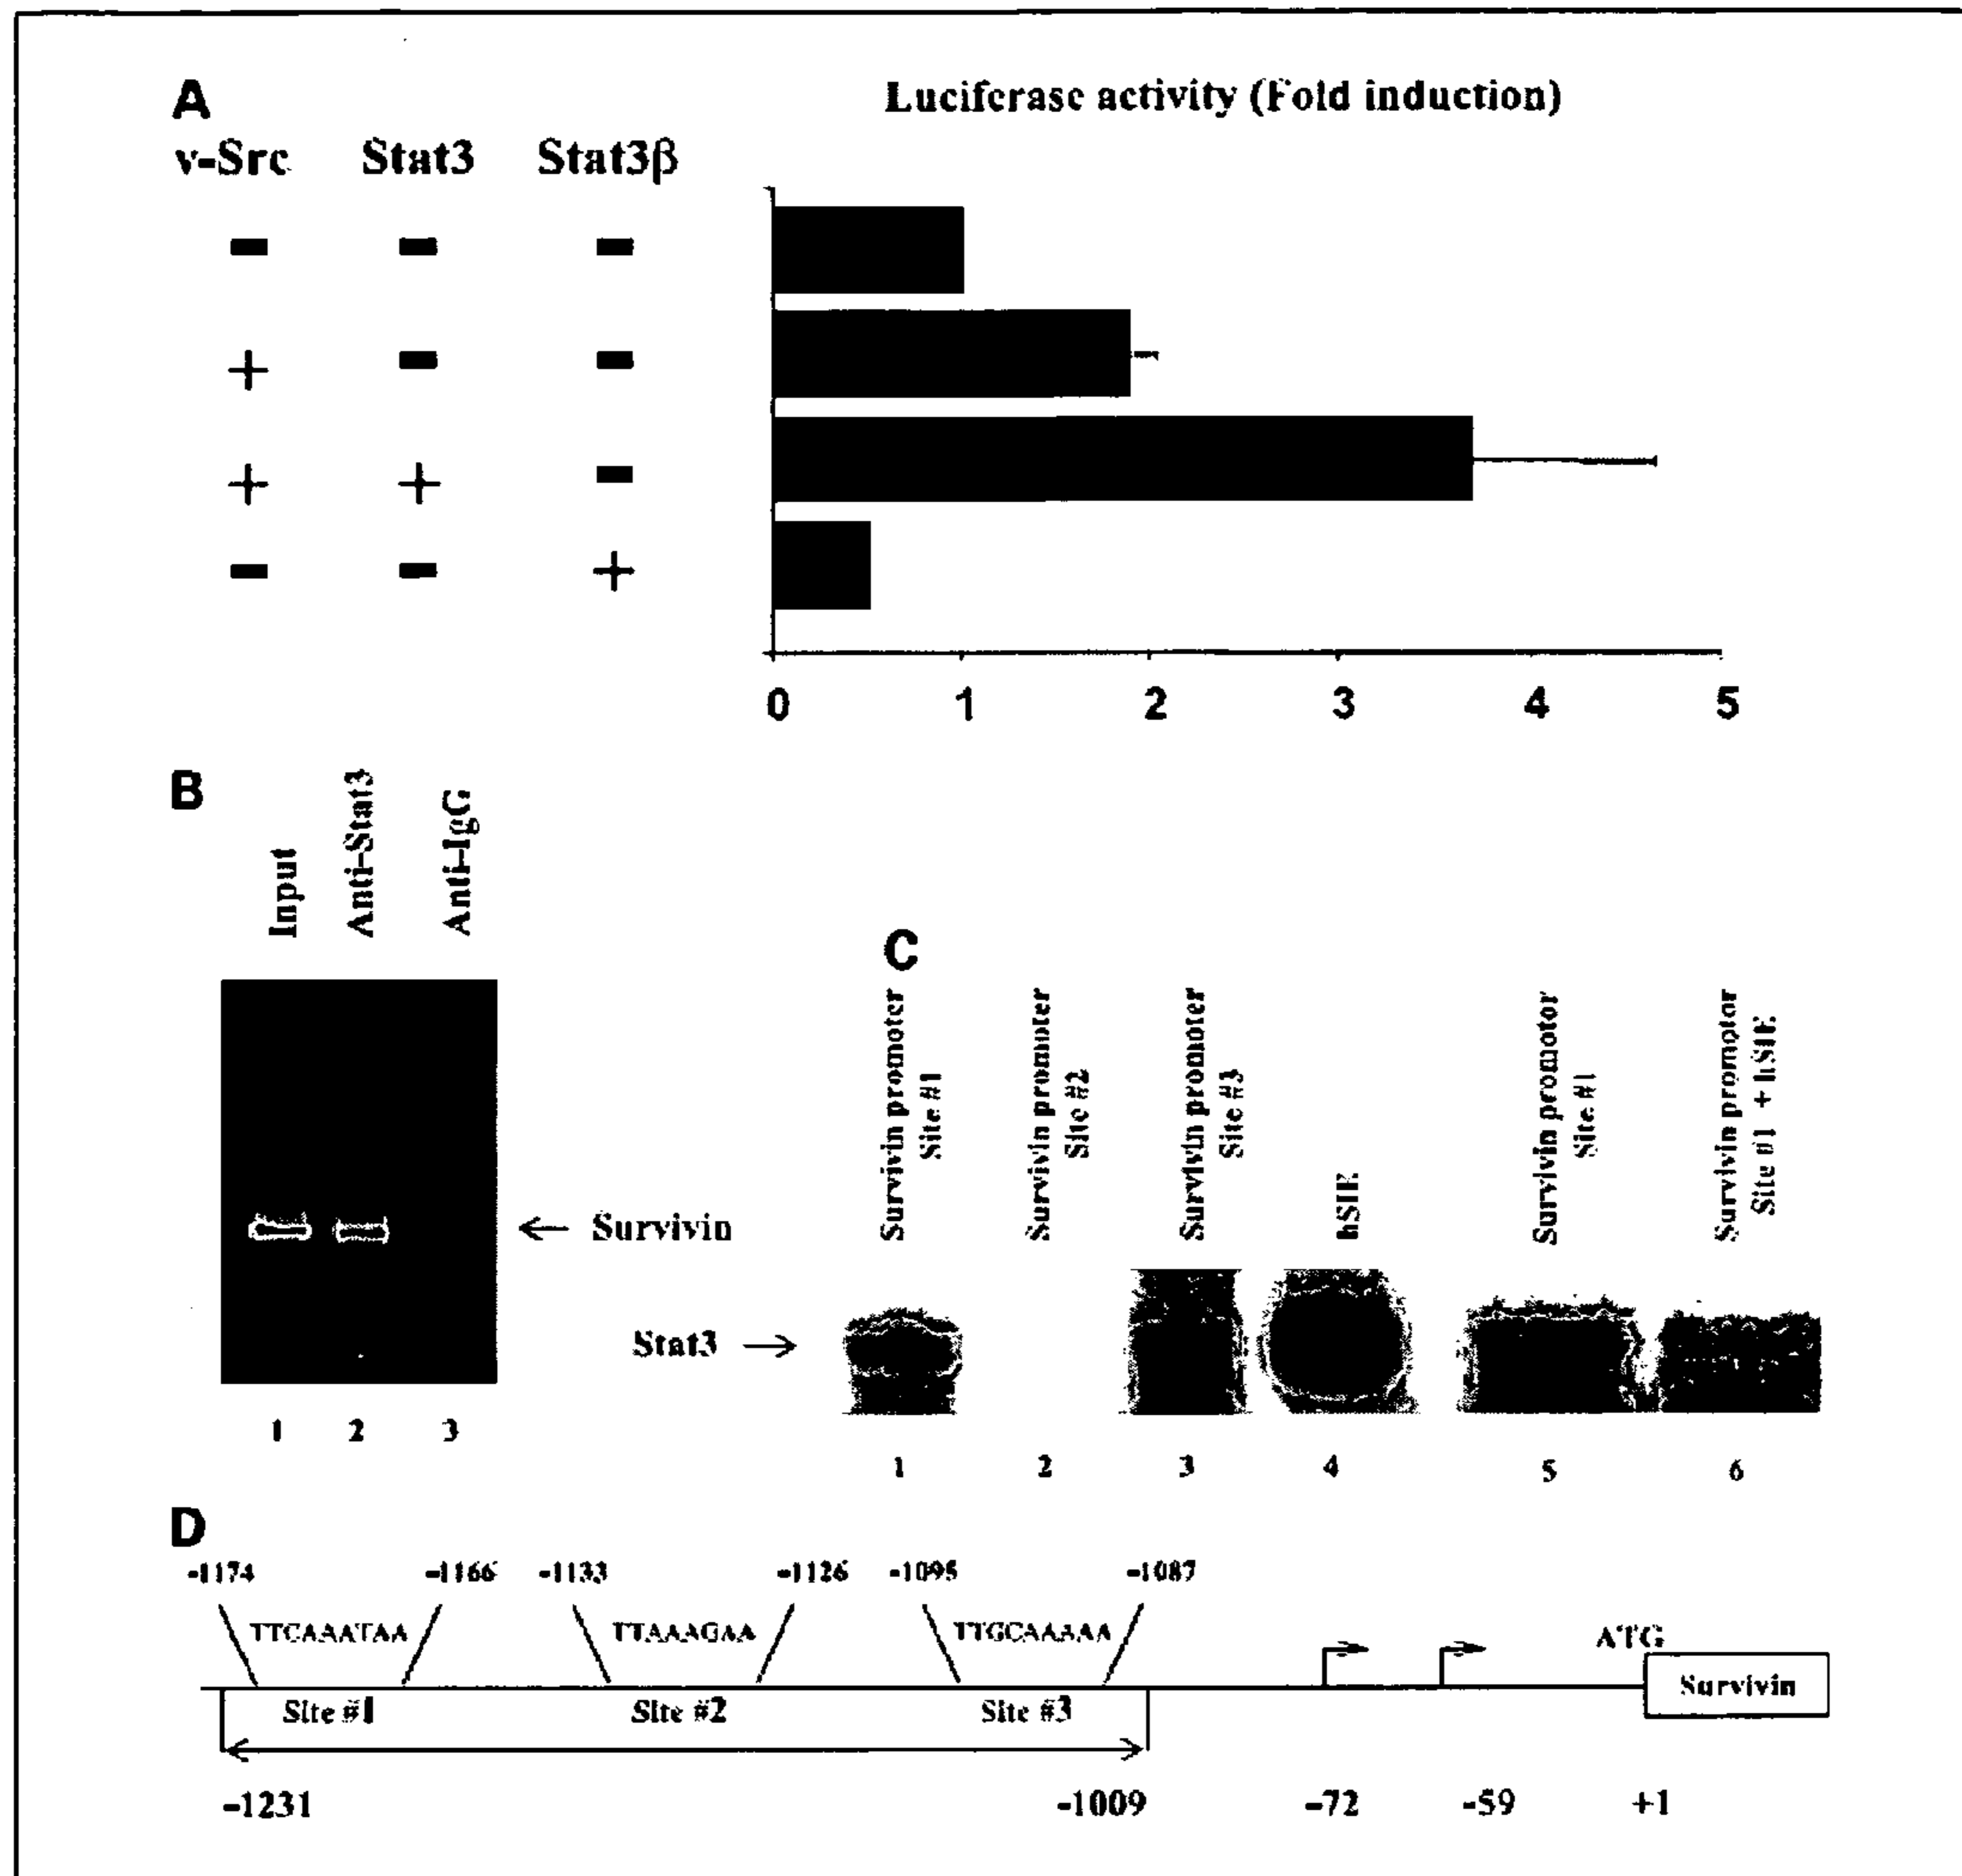 A
Luciferase activity (Fold induction)
v-Src Stat3 Stat3β
- - -
+ - -
+ + -
- - +
0 1 2 3 4 5
B
Input
Anti-Stat3
Anti-IgG
← Survivin
1 2 3
C
Survivin promoter
Site #1
Survivin promoter
Site #2
Survivin promoter
Site #3
hSIE
Survivin promotor
Site #1
Survivin promotor
Site #1 + hSIE
Stat3 →
1 2 3 4 5 6
D
-1174 -1166 -1133 -1126 -1095 -1087
TTCAAATAA TTAAAGAA TTGCAAAAA ATG
Site #1 Site #2 Site #3 Survivin
-1231 -1009 -72 -59 +1